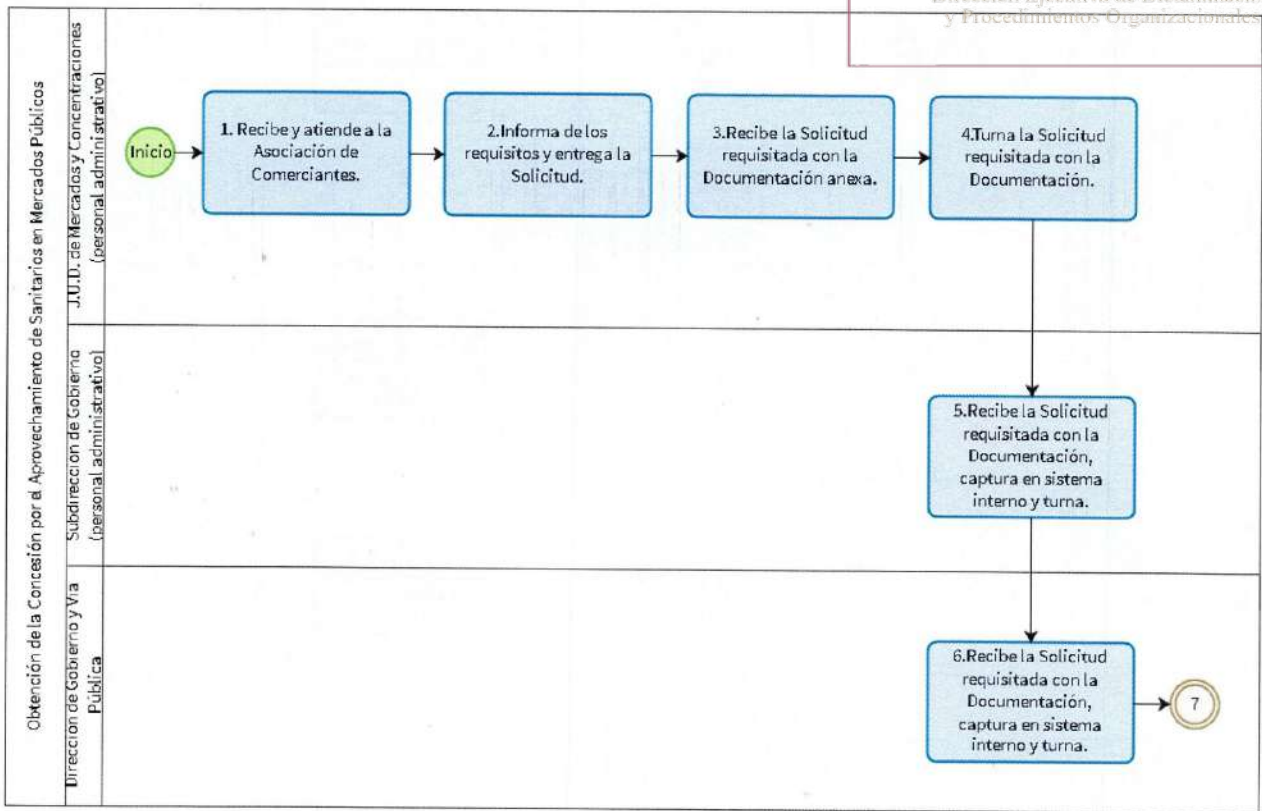 y Procedimientos Organizacionales
Obtención de la Concesión por el Aprovechamiento de Sanitarios en Mercados Públicos
J.U.D. de Mercados y Concentraciones
(personal administrativo)
Inicio
1. Recibe y atiende a la
Asociación de
Comerciantes.
2.Informa de los
requisitos y entrega la
Solicitud.
3.Recibe la Solicitud
requisitada con la
Documentación anexa.
4.Turna la Solicitud
requisitada con la
Documentación.
Subdirección de Gobierno
(personal administrativo)
5.Recibe la Solicitud
requisitada con la
Documentación,
captura en sistema
interno y turna.
Dirección de Gobierno y Vía
Pública
6.Recibe la Solicitud
requisitada con la
Documentación,
captura en sistema
interno y turna.
7